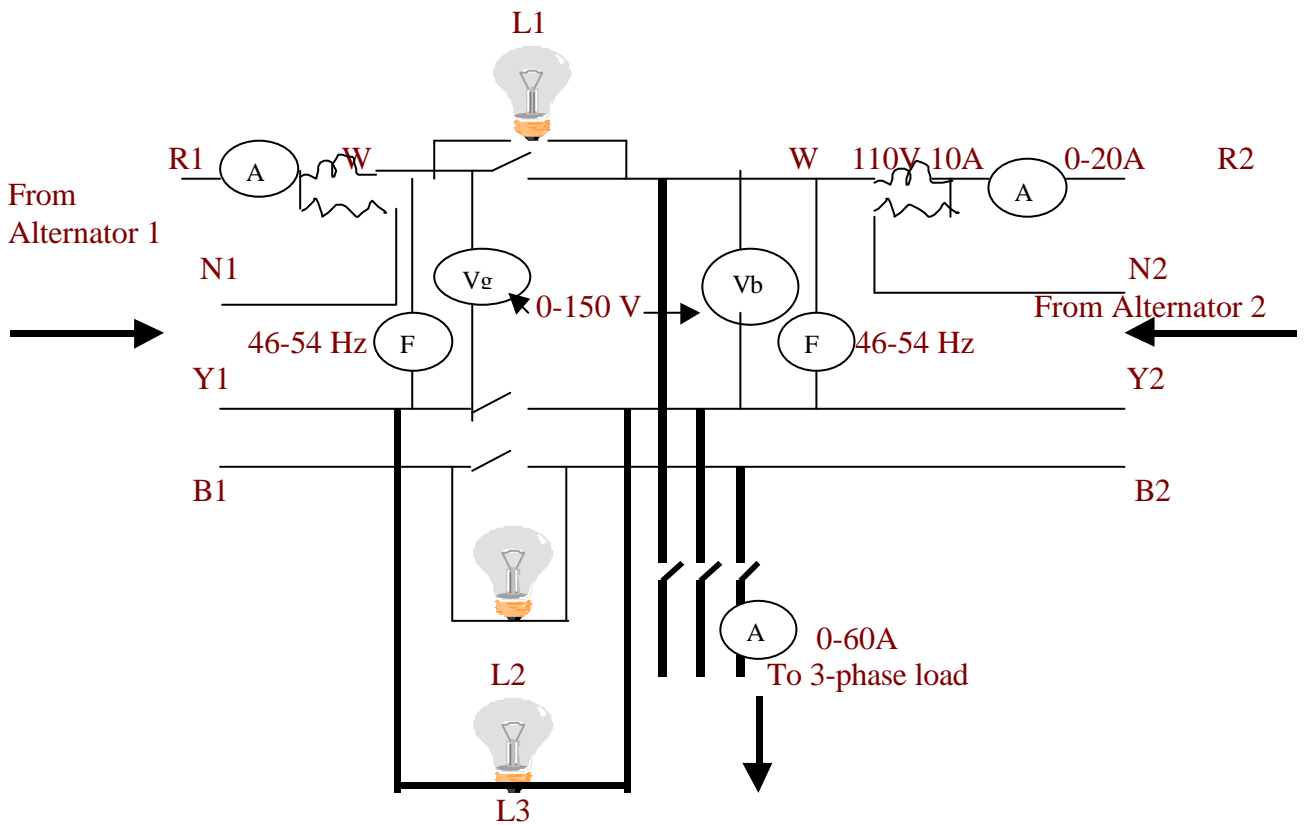 L1
R1
A
W
W
110V 10A
A
0-20A
R2
From
Alternator 1
N1
Vg
0-150 V
Vb
N2
From Alternator 2
46-54 Hz
F
F
46-54 Hz
Y1
Y2
B1
B2
A
0-60A
To 3-phase load
L2
L3